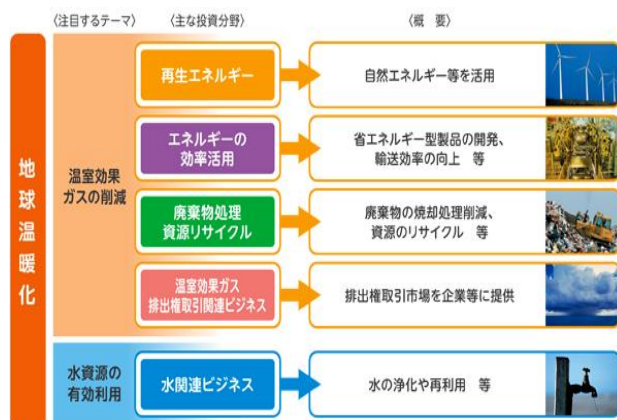 〈注目するテーマ〉 〈主な投資分野〉 〈概 要〉
地球温暖化
温室効果
ガスの削減
再生エネルギー
自然エネルギー等を活用
エネルギーの
効率活用
省エネルギー型製品の開発、
輸送効率の向上 等
廃棄物処理
資源リサイクル
廃棄物の焼却処理削減、
資源のリサイクル 等
温室効果ガス
排出権取引関連ビジネス
排出権取引市場を企業等に提供
水資源の
有効利用
水関連ビジネス
水の浄化や再利用 等